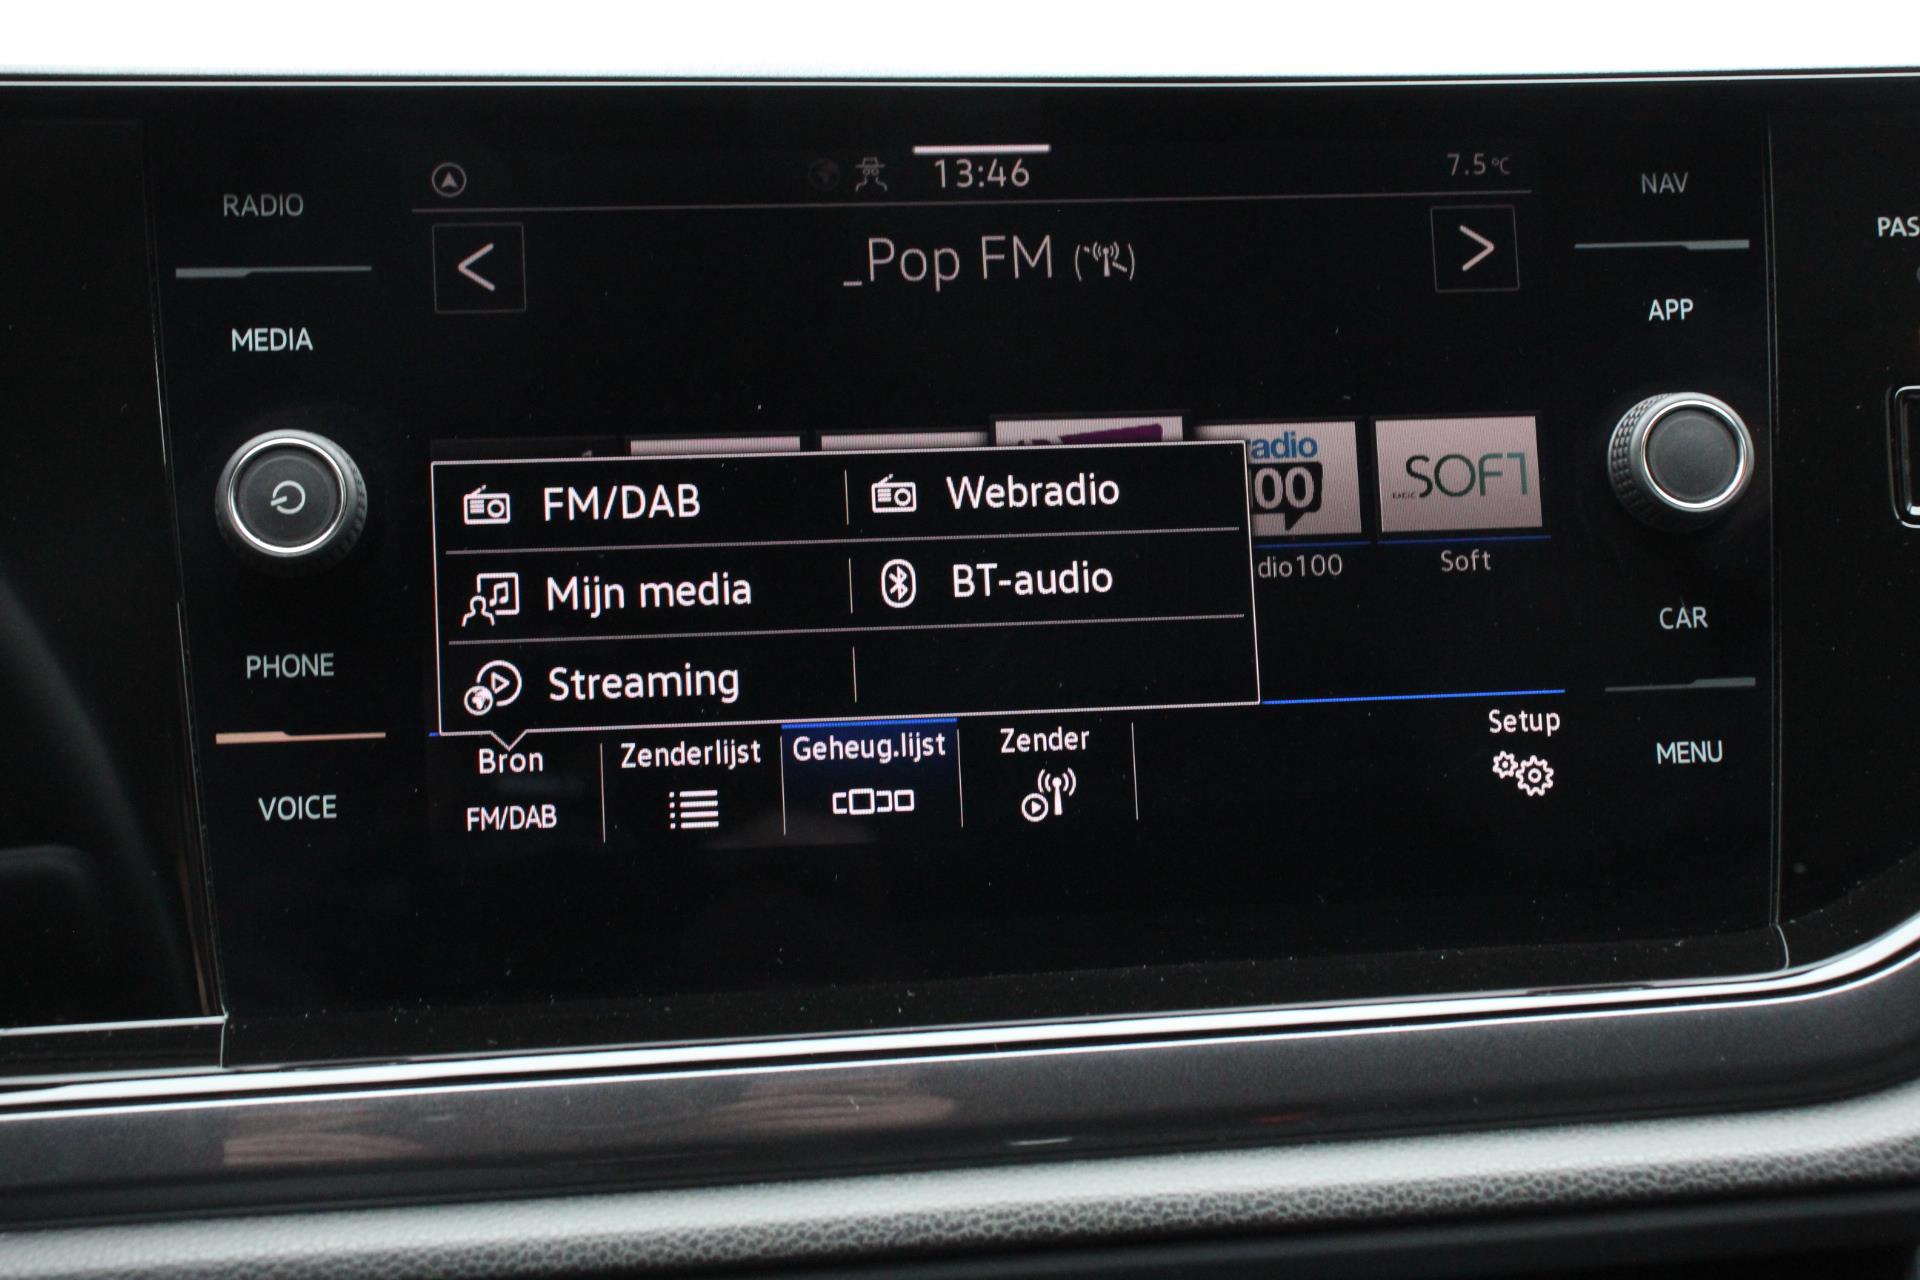 RADIO
MEDIA
PHONE
VOICE
13:46
7.5°C
_Pop FM
FM/DAB
Webradio
Mijn media
BT-audio
Streaming
adio
00
dio100
SOFT
Soft
Bron
FM/DAB
Zenderlijst
Geheug.lijst
Zender
Setup
NAV
APP
CAR
MENU
PAS